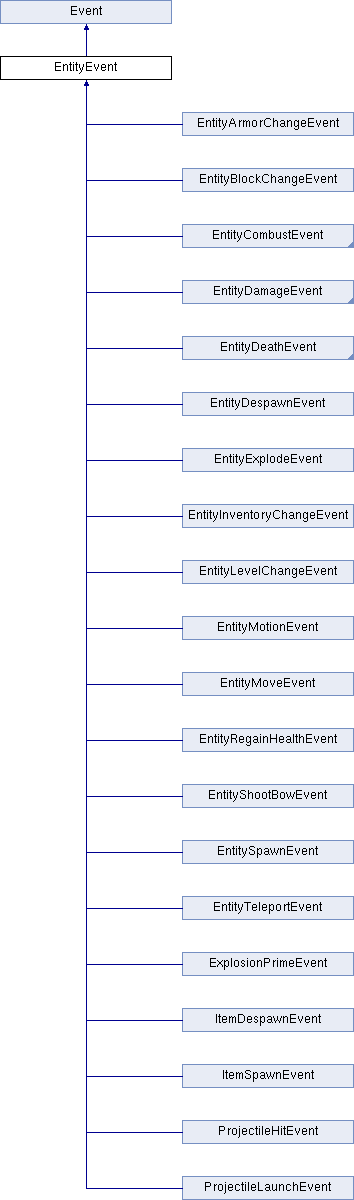 Event
EntityEvent
EntityArmorChangeEvent
EntityBlockChangeEvent
EntityCombustEvent
EntityDamageEvent
EntityDeathEvent
EntityDespawnEvent
EntityExplodeEvent
EntityInventoryChangeEvent
EntityLevelChangeEvent
EntityMotionEvent
EntityMoveEvent
EntityRegainHealthEvent
EntityShootBowEvent
EntitySpawnEvent
EntityTeleportEvent
ExplosionPrimeEvent
ItemDespawnEvent
ItemSpawnEvent
ProjectileHitEvent
ProjectileLaunchEvent